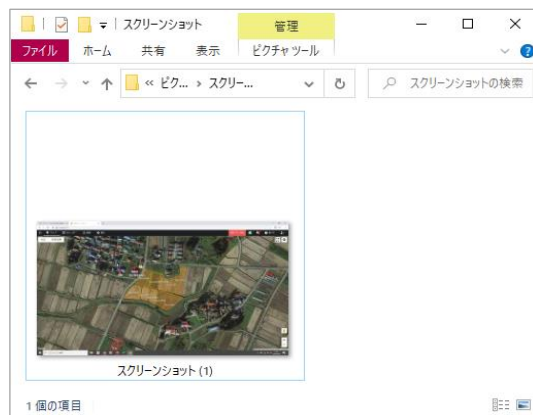 スクリーンショット
管理
ファイル
ホーム
共有
表示
ピクチャ ツール
« ピク... › スクリー...
スクリーンショットの検索
スクリーンショット (1)
1 個の項目